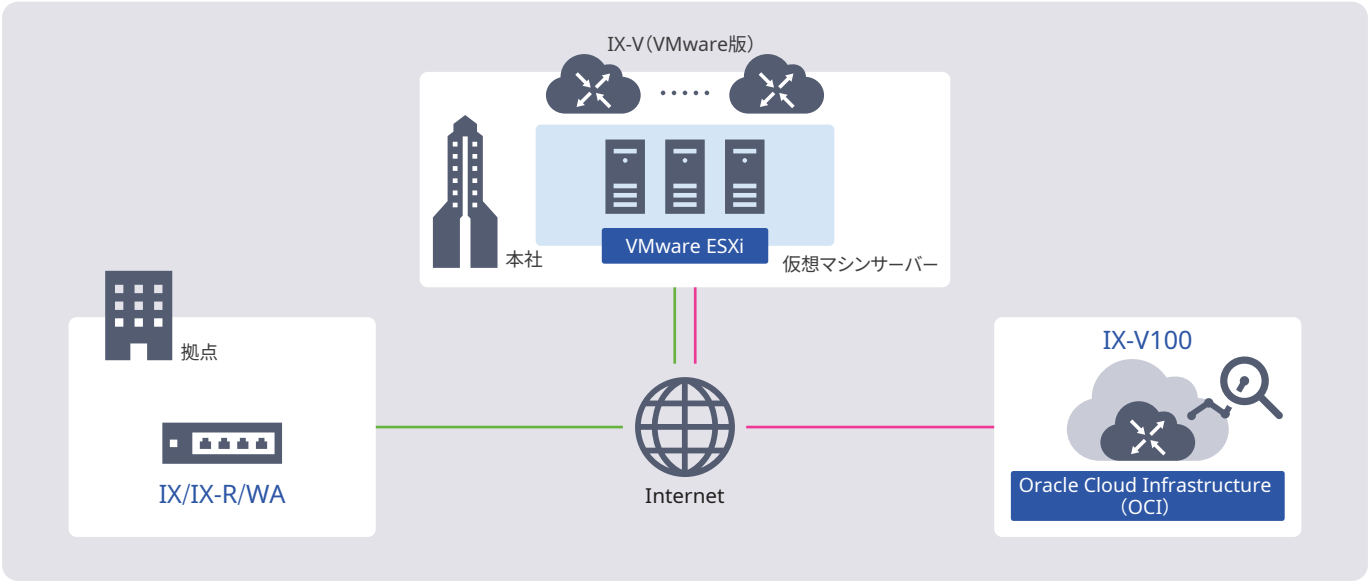 IX-V（VMware版）
本社
VMware ESXi
仮想マシンサーバー
拠点
IX/IX-R/WA
Internet
IX-V100
Oracle Cloud Infrastructure
（OCI）